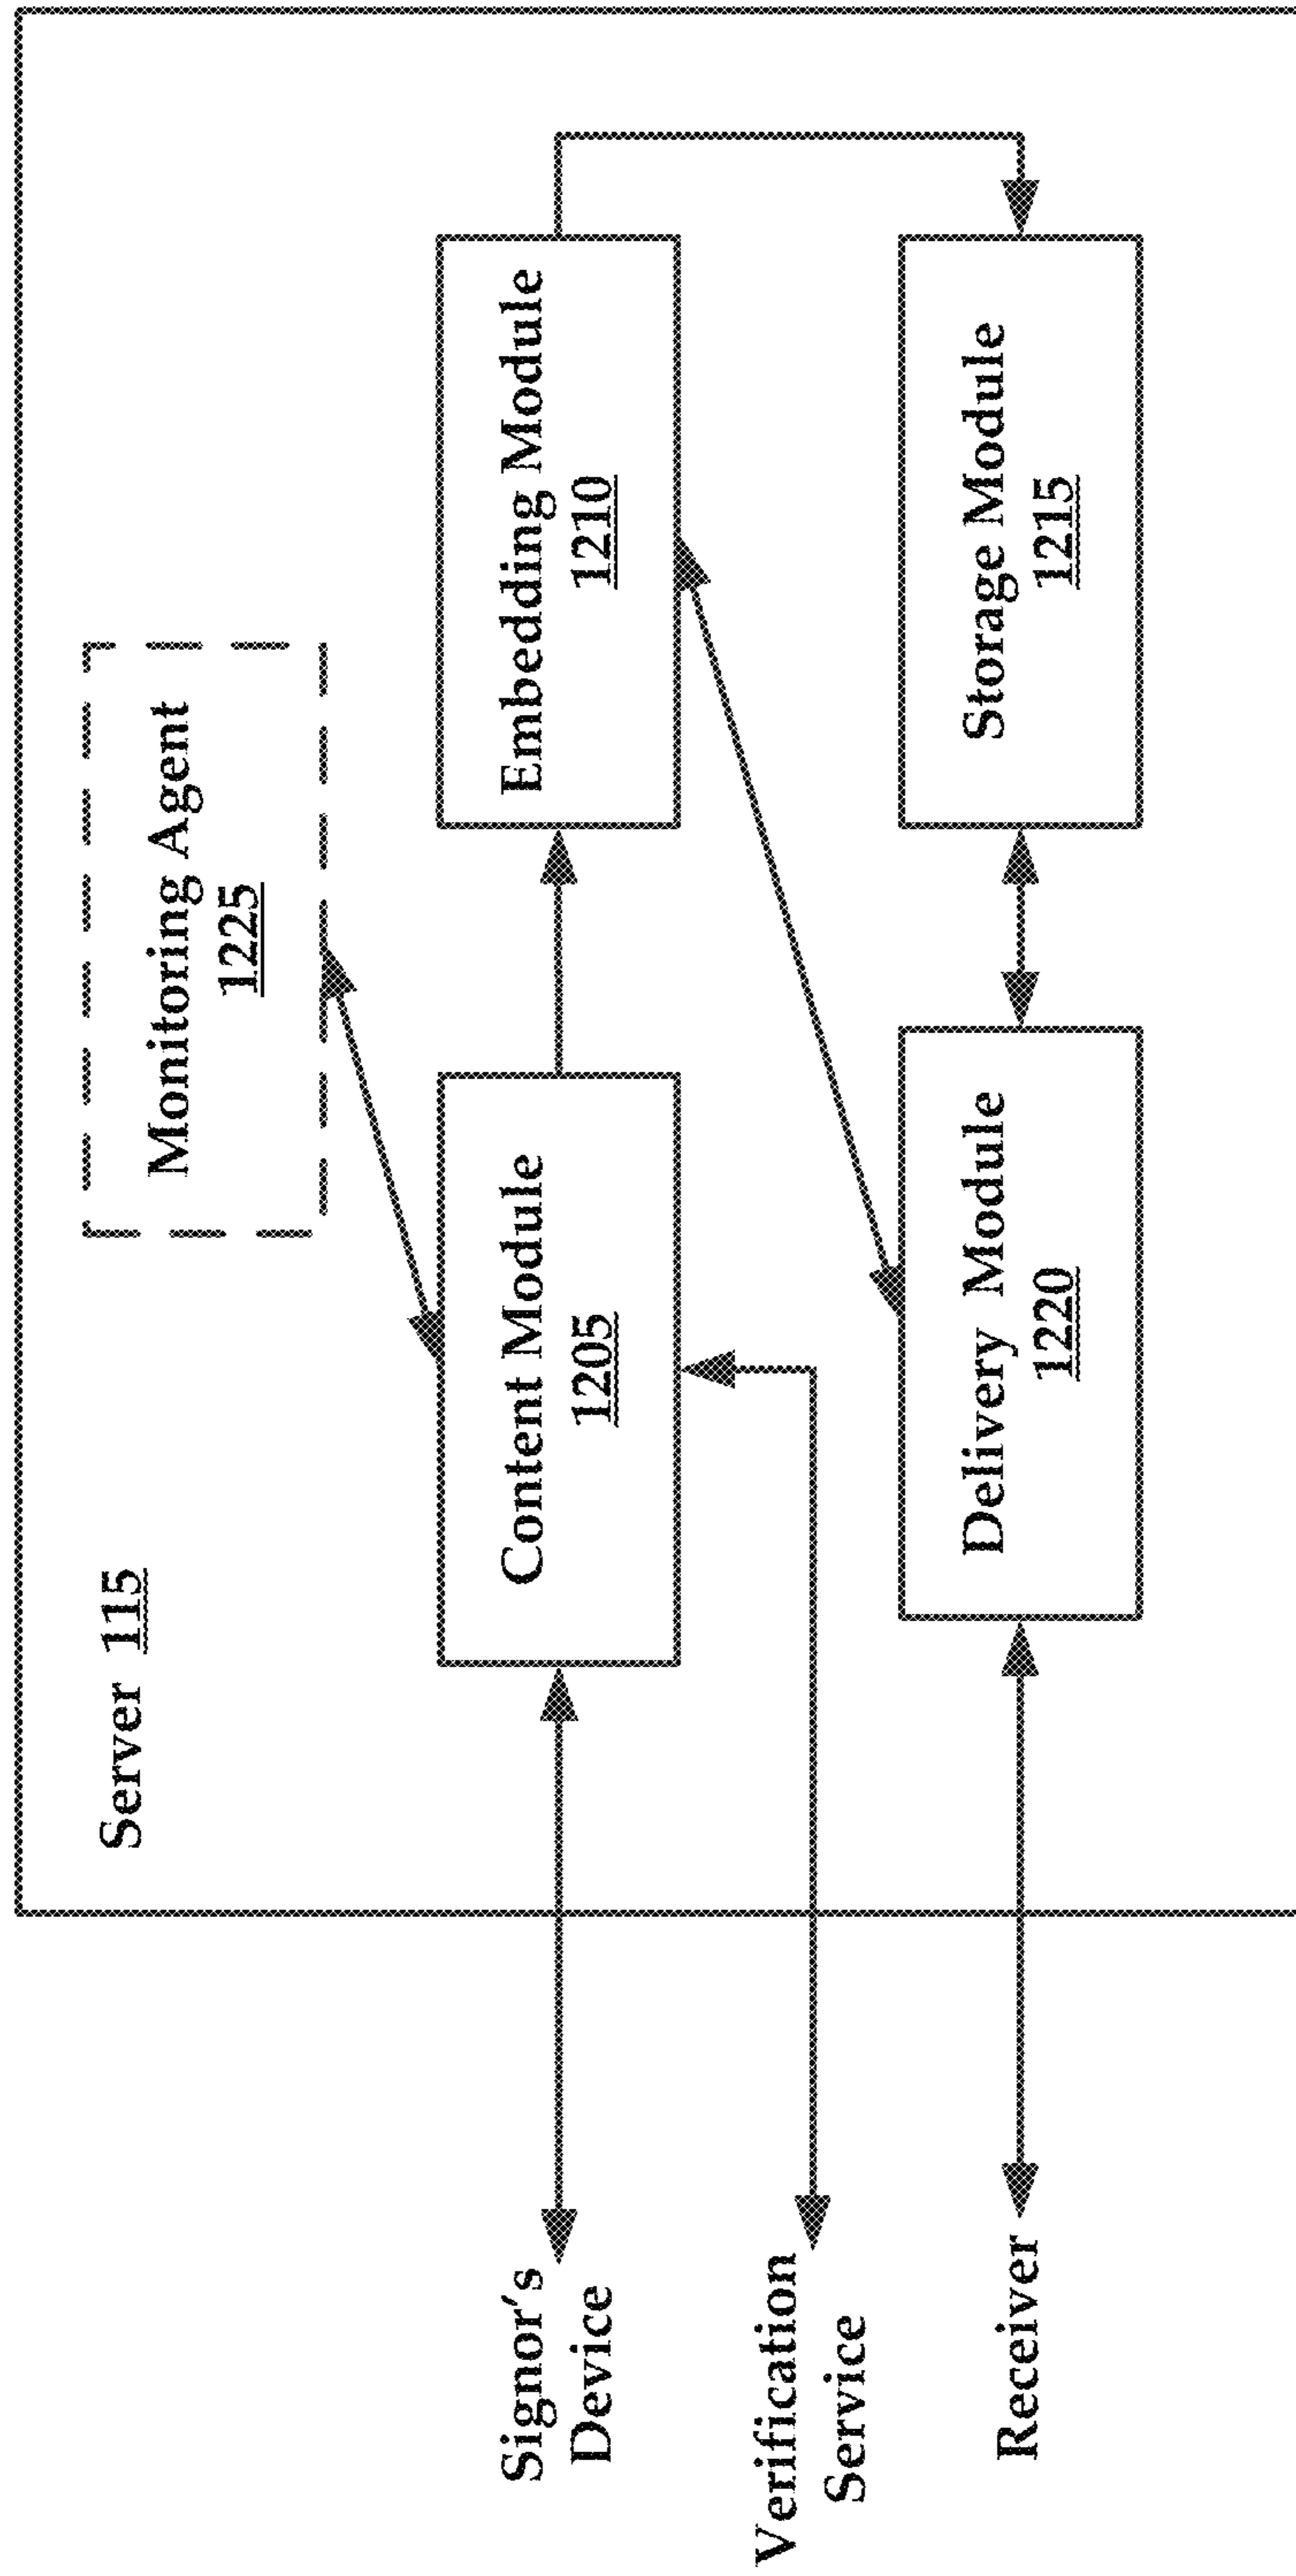 Server 115
Monitoring Agent
1225
Signor's
Device
Content Module
1205
Embedding Module
1210
Verification
Service
Receiver
Delivery Module
1220
Storage Module
1215